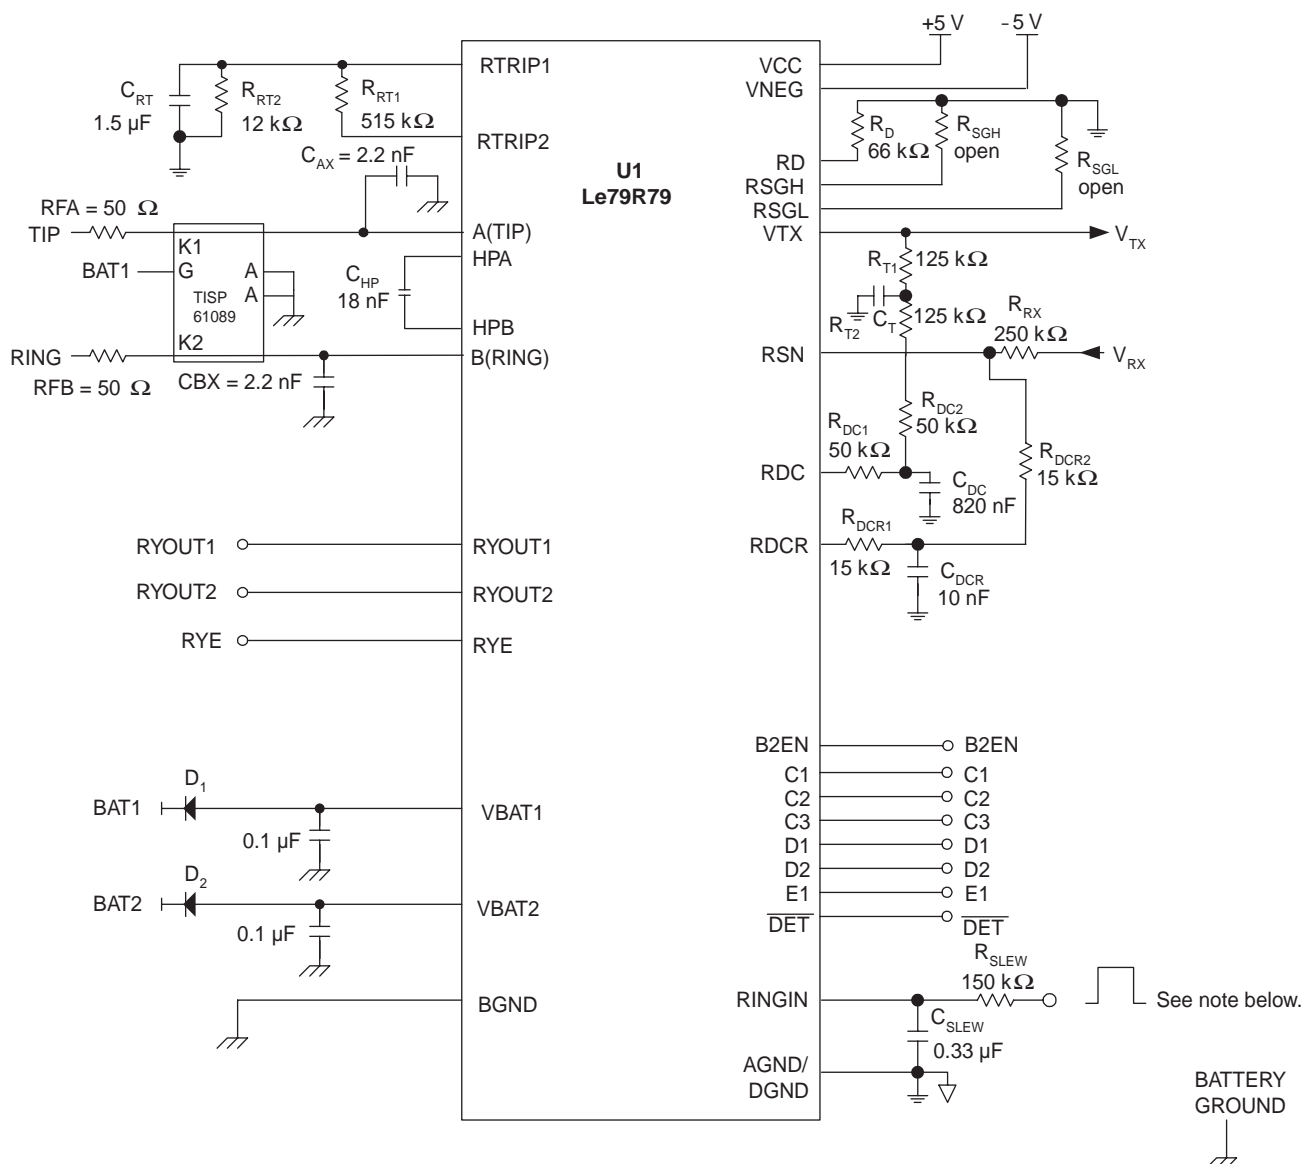 +5 V
-5 V
RTRIP1
VCC
VNEG
C_RT
1.5 µF
R_RT2
12 kΩ
R_RT1
515 kΩ
R_D
66 kΩ
R_SGH
open
R_SGL
open
RTRIP2
C_AX = 2.2 nF
U1
Le79R79
RD
RSGH
RSGL
RFA = 50 Ω
TIP
K1
A(TIP)
VTX
V_TX
BAT1
G
A
A
TISP
61089
HPA
C_HP
18 nF
HPB
R_T1
125 kΩ
C_T
R_T2
125 kΩ
R_RX
250 kΩ
RING
K2
B(RING)
RSN
V_RX
RFB = 50 Ω
CBX = 2.2 nF
R_DC2
50 kΩ
R_DC1
50 kΩ
RDC
C_DC
820 nF
R_DCR2
15 kΩ
R_DCR1
15 kΩ
RDCR
C_DCR
10 nF
RYOUT1
RYOUT1
RYOUT2
RYOUT2
RYE
RYE
B2EN
B2EN
C1
C1
C2
C2
C3
C3
D1
D1
D2
D2
E1
E1
DET
DET
D_1
BAT1
VBAT1
0.1 µF
D_2
BAT2
VBAT2
0.1 µF
BGND
RINGIN
R_SLEW
150 kΩ
See note below.
C_SLEW
0.33 µF
AGND/
DGND
BATTERY
GROUND